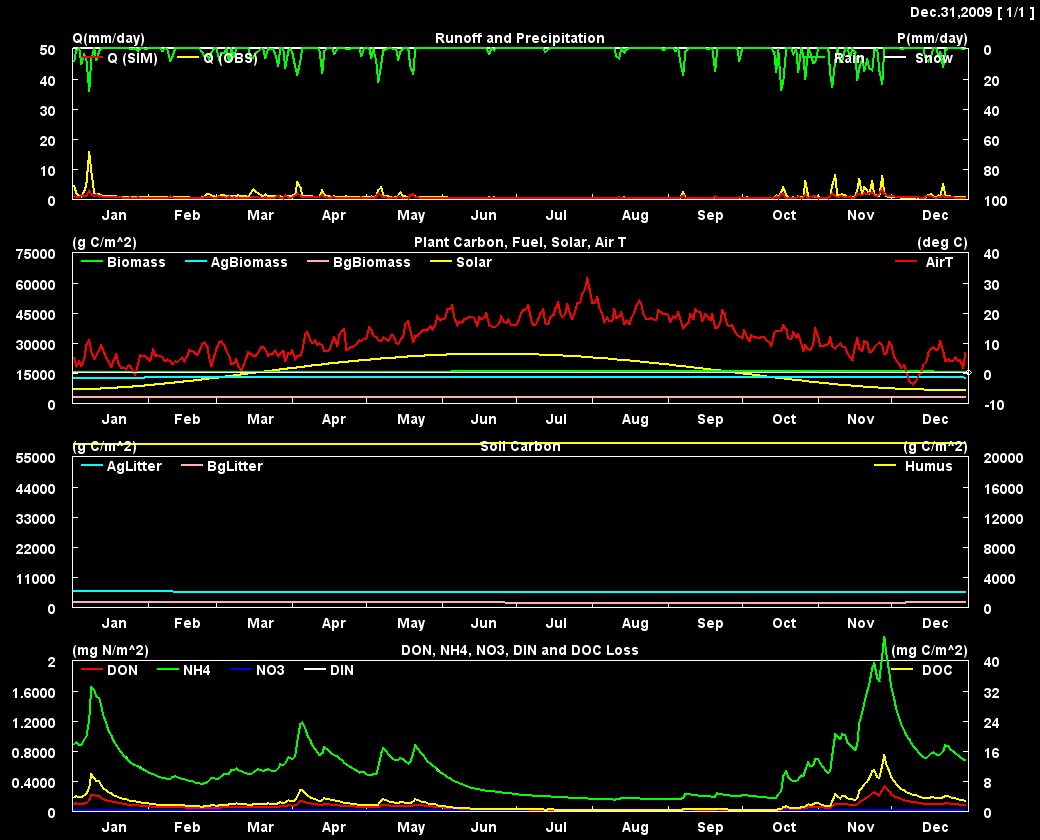 Dec.31,2009 [ 1/1 ]
Q(mm/day) Runoff and Precipitation P(mm/day)
50 0
Q (SIM) Q (OBS) Rain Snow
40 20
30 40
20 60
10 80
0 100
Jan Feb Mar Apr May Jun Jul Aug Sep Oct Nov Dec
(g C/m^2) Plant Carbon, Fuel, Solar, Air T (deg C)
75000 40
Biomass AgBiomass BgBiomass Solar AirT
60000 30
45000 20
30000 10
15000 0
0 -10
Jan Feb Mar Apr May Jun Jul Aug Sep Oct Nov Dec
(g C/m^2) Soil Carbon (g C/m^2)
55000 20000
AgLitter BgLitter Humus
44000 16000
33000 12000
22000 8000
11000 4000
0 0
Jan Feb Mar Apr May Jun Jul Aug Sep Oct Nov Dec
(mg N/m^2) DON, NH4, NO3, DIN and DOC Loss (mg C/m^2)
2 40
DON NH4 NO3 DIN DOC
1.6000 32
1.2000 24
0.8000 16
0.4000 8
0 0
Jan Feb Mar Apr May Jun Jul Aug Sep Oct Nov Dec